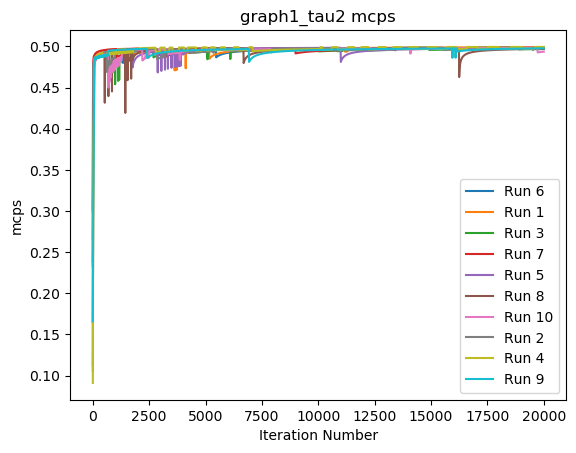 graph1_tau2 mcps
0.50
0.45
0.40
0.35
0.30
0.25
0.20
0.15
0.10
mcps
Run 6
Run 1
Run 3
Run 7
Run 5
Run 8
Run 10
Run 2
Run 4
Run 9
0 2500 5000 7500 10000 12500 15000 17500 20000
Iteration Number